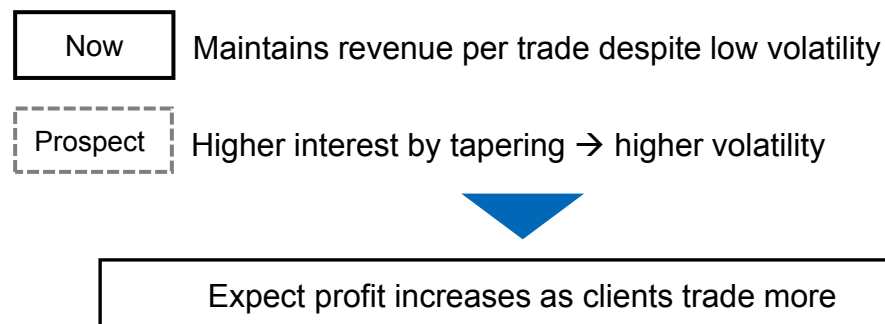 Now Maintains revenue per trade despite low volatility
Prospect Higher interest by tapering → higher volatility
Expect profit increases as clients trade more